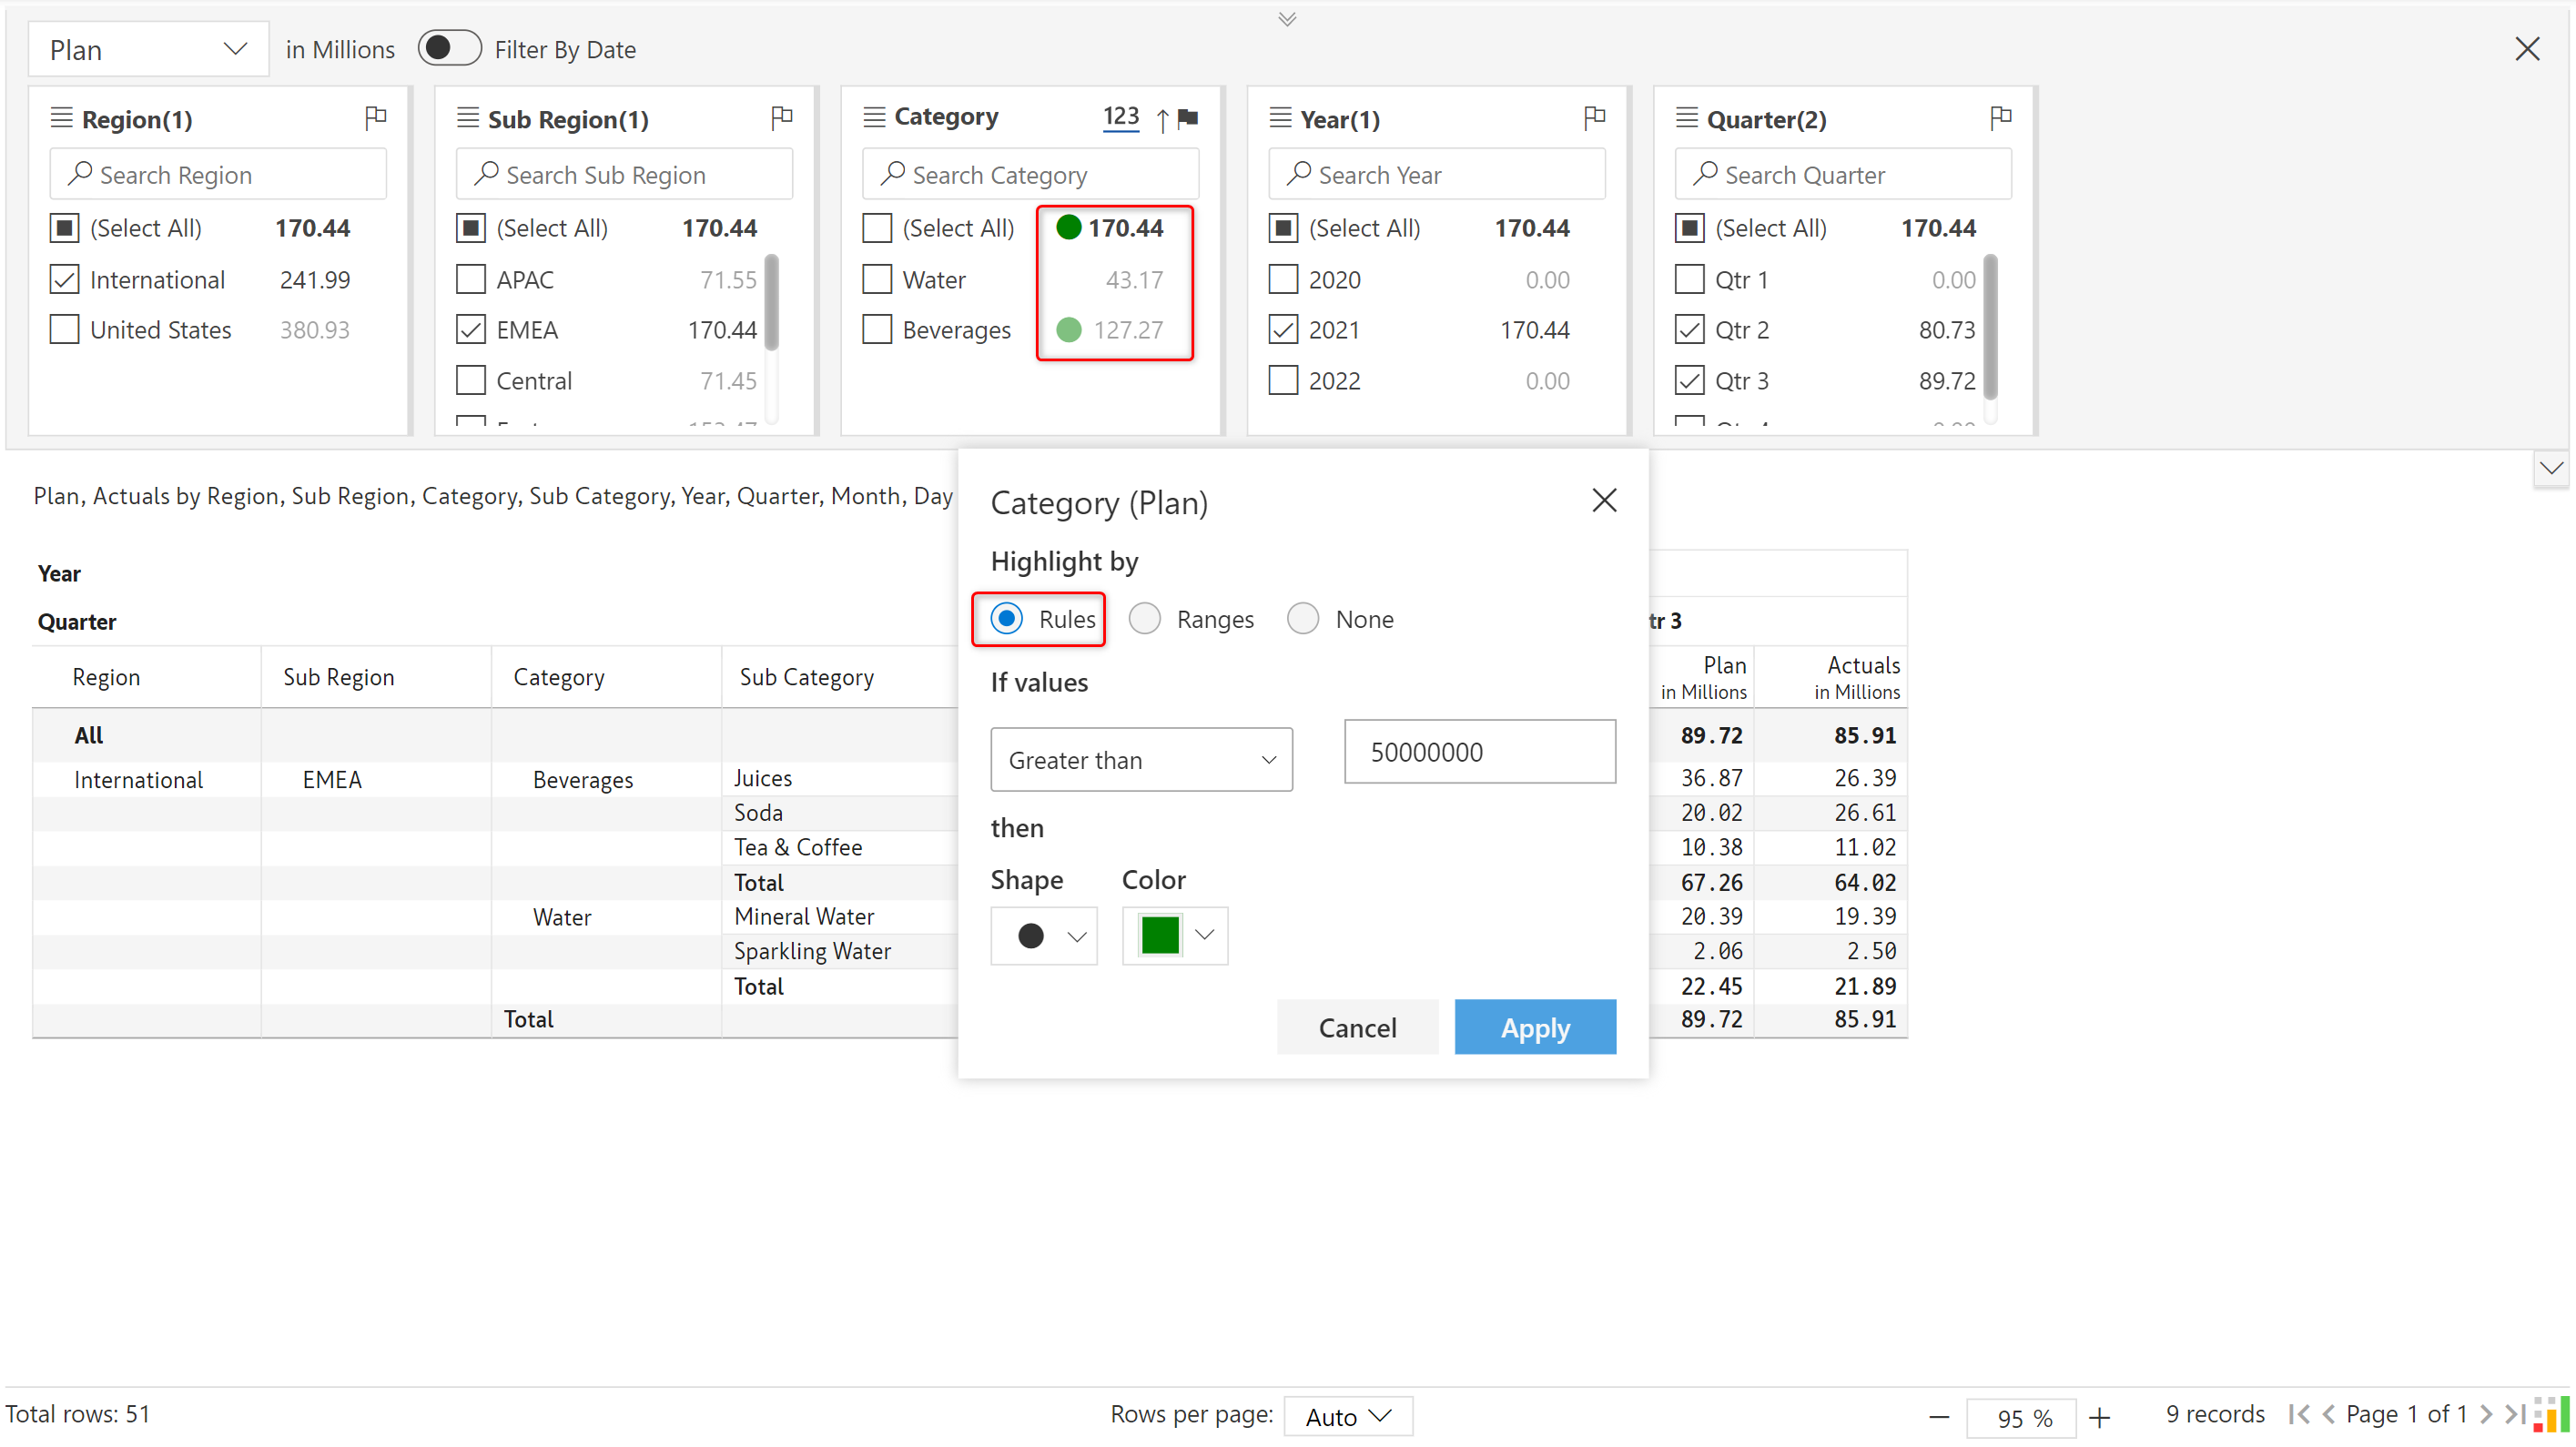 Plan in Millions Filter By Date
Region(1) Sub Region(1) Category 123 Year(1) Quarter(2)
Search Region Search Sub Region Search Category Search Year Search Quarter
(Select All) 170.44 (Select All) 170.44 (Select All) 170.44 (Select All) 170.44 (Select All) 170.44
International 241.99 APAC 71.55 Water 43.17 2020 0.00 Qtr 1 0.00
United States 380.93 EMEA 170.44 Beverages 127.27 2021 170.44 Qtr 2 80.73
Central 71.45 2022 0.00 Qtr 3 89.72
Plan, Actuals by Region, Sub Region, Category, Sub Category, Year, Quarter, Month, Day
Category (Plan)
Highlight by
Rules Ranges None
If values
Greater than 50000000
then
Shape Color
Cancel Apply
Year
Quarter tr 3
Region Sub Region Category Sub Category Plan Actuals
in Millions in Millions
All 89.72 85.91
International EMEA Beverages Juices 36.87 26.39
Soda 20.02 26.61
Tea & Coffee 10.38 11.02
Total 67.26 64.02
Water Mineral Water 20.39 19.39
Sparkling Water 2.06 2.50
Total 22.45 21.89
Total 89.72 85.91
Total rows: 51 Rows per page: Auto 95 % 9 records Page 1 of 1